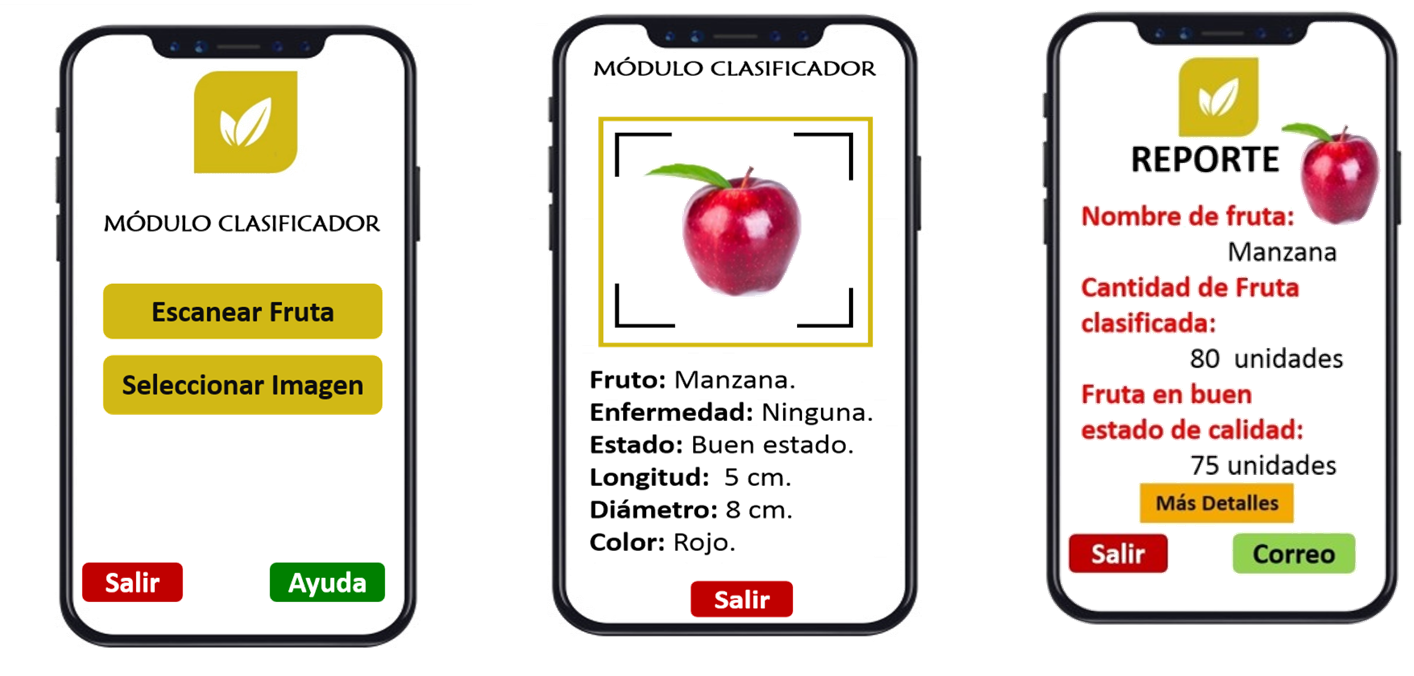 MÓDULO CLASIFICADOR
Escanear Fruta
Seleccionar Imagen
Salir
Ayuda
MÓDULO CLASIFICADOR
Fruto: Manzana.
Enfermedad: Ninguna.
Estado: Buen estado.
Longitud: 5 cm.
Diámetro: 8 cm.
Color: Rojo.
Salir
REPORTE
Nombre de fruta:
Manzana
Cantidad de Fruta
clasificada:
80 unidades
Fruta en buen
estado de calidad:
75 unidades
Más Detalles
Salir
Correo